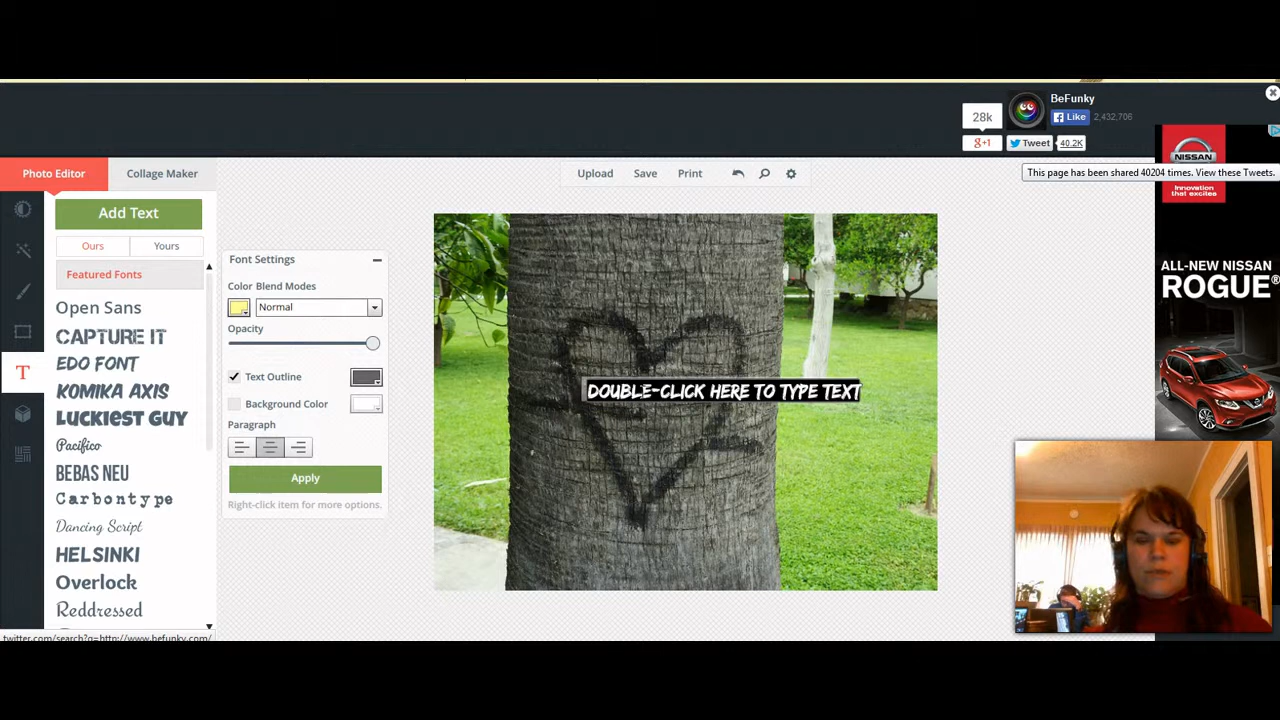 BeFunky
28k
Like 2,432,706
g+1
Tweet 40.2K
This page has been shared 40204 times. View these Tweets.
Photo Editor
Collage Maker
Upload
Save
Print
Add Text
Ours
Yours
Featured Fonts
Open Sans
CAPTURE IT
EDO FONT
KOMIKA AXIS
LUCKIEST GUY
Pacifico
BEBAS NEU
Carbontype
Dancing Script
HELSINKI
Overlock
Reddressed
T
Font Settings
Color Blend Modes
Normal
Opacity
Text Outline
Background Color
Paragraph
Apply
Right-click item for more options.
DOUBLE-CLICK HERE TO TYPE TEXT
NISSAN
Innovation
that excites
ALL-NEW NISSAN
ROGUE®
twitter.com/search?q=http://www.befunky.com/